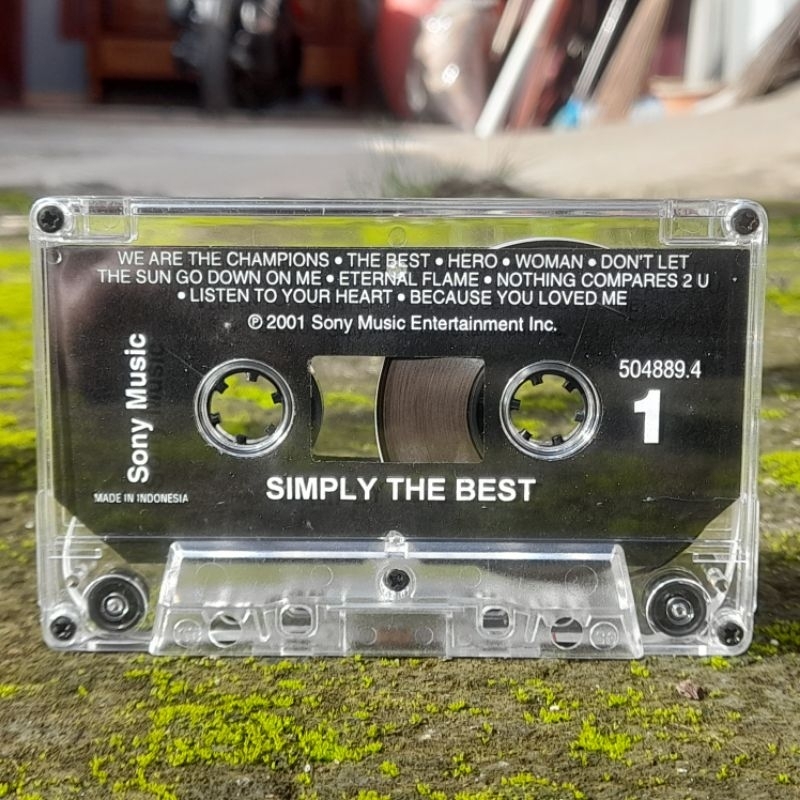 WE ARE THE CHAMPIONS • THE BEST • HERO • WOMAN • DON'T LET
THE SUN GO DOWN ON ME • ETERNAL FLAME • NOTHING COMPARES 2 U
• LISTEN TO YOUR HEART • BECAUSE YOU LOVED ME
℗ 2001 Sony Music Entertainment Inc.
504889.4
1
Sony Music
MADE IN INDONESIA
SIMPLY THE BEST